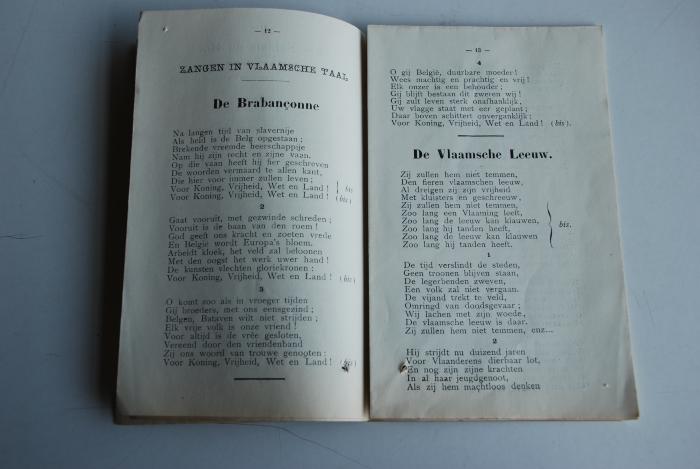 — 12 —
ZANGEN IN VLAAMSCHE TAAL
De Brabançonne
Na langen tijd van slavernije
Als held is de Belg opgestaan ;
Brekende vreemde heerschappije
Nam hij zijn recht en zijne vaan.
Op die vaan heeft hij fier geschreven
De woorden vermaard te allen kant,
Die hier voor immer zullen leven ;
Voor Koning, Vrijheid, Wet en Land ! } bis
Voor Koning, Vrijheid, Wet en Land ! (bis)
2
Gaat vooruit, met gezwinde schreden ;
Vooruit is de baan van den roem !
God geeft ons kracht en zoeten vrede
En Belgie wordt Europa's bloem.
Arbeidt kloek, het veld zal beloonen
Met den oogst het werk uwer hand !
De kunsten vlechten gloriekronen :
Voor Koning, Vrijheid, Wet en Land ! (bis)
3
O komt zoo als in vroeger tijden
Gij broeders, met ons eensgezind ;
Belgen, Bataven wilt niet strijden ;
Elk vrije volk is onze vriend !
Voor altijd is de vrêe gesloten,
Vereend door den vriendenband
Zij ons woord van trouwe genooten :
Voor Koning, Vrijheid, Wet en Land ! (bis)
— 13 —
4
O gij België, duurbare moeder !
Wees machtig en prachtig en vrij !
Elk onzer is een behouder ;
Gij blijft bestaan dit zweren wij !
Gij zult leven sterk onafhanklijk,
Uw vlagge staat met eer geplant ;
Daar boven schittert onvergangklijk :
Voor Koning, Vrijheid, Wet en Land ! (bis).
De Vlaamsche Leeuw.
Zij zullen hem niet temmen,
Den fieren vlaamschen leeuw,
Al dreigen zij zijn vrijheid
Met kluisters en geschreeuw,
Zij zullen hem niet temmen,
Zoo lang een Vlaming leeft,
Zoo lang de leeuw kan klauwen, } bis.
Zoo lang hij tanden heeft.
Zoo lang de leeuw kan klauwen
Zoo lang hij tanden heeft.
1
De tijd verslindt de steden,
Geen troonen blijven staan,
De legerbenden zweven,
Een volk zal niet vergaan.
De vijand trekt te veld,
Omringd van doodsgevaar ;
Wij lachen met zijn woede,
De vlaamsche leeuw is daar.
Zij zullen hem niet temmen, enz...
2
Hij strijdt nu duizend jaren
Voor Vlaanderens dierbaar lot,
En nog zijn zijne krachten
In al haar jeugdgenoot,
Als zij hem machtloos denken